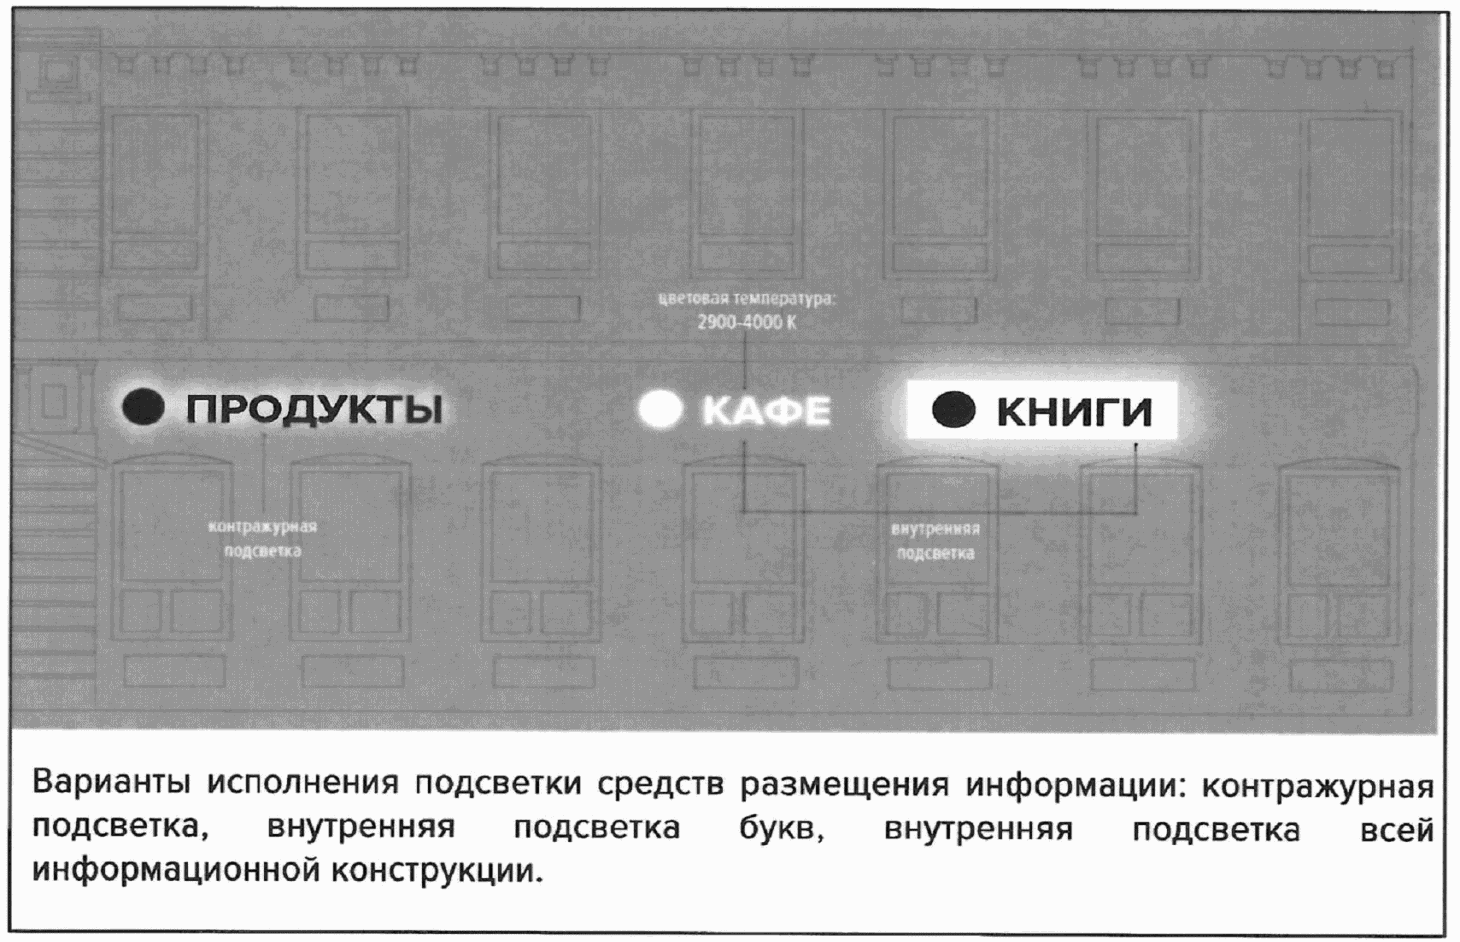 цветовая температура:
2900-4000 К
ПРОДУКТЫ
КАФЕ
КНИГИ
контражурная
подсветка
внутренняя
подсветка
Варианты исполнения подсветки средств размещения информации: контражурная
подсветка, внутренняя подсветка букв, внутренняя подсветка всей
информационной конструкции.